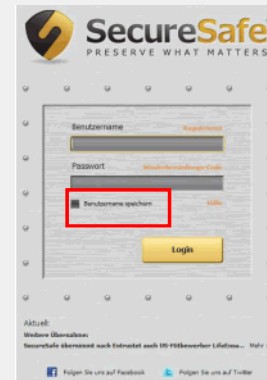 SecureSafe
PRESERVE WHAT MATTERS
Benutzername Registrieren
Passwort Wiederherstellungs-Code
Benutzername speichern Hilfe
Login
Aktuell:
Weitere Übernahme:
SecureSafe übernimmt nach Entrustet auch US-Mitbewerber LifeEnsu... Mehr
Folgen Sie uns auf Facebook Folgen Sie uns auf Twitter